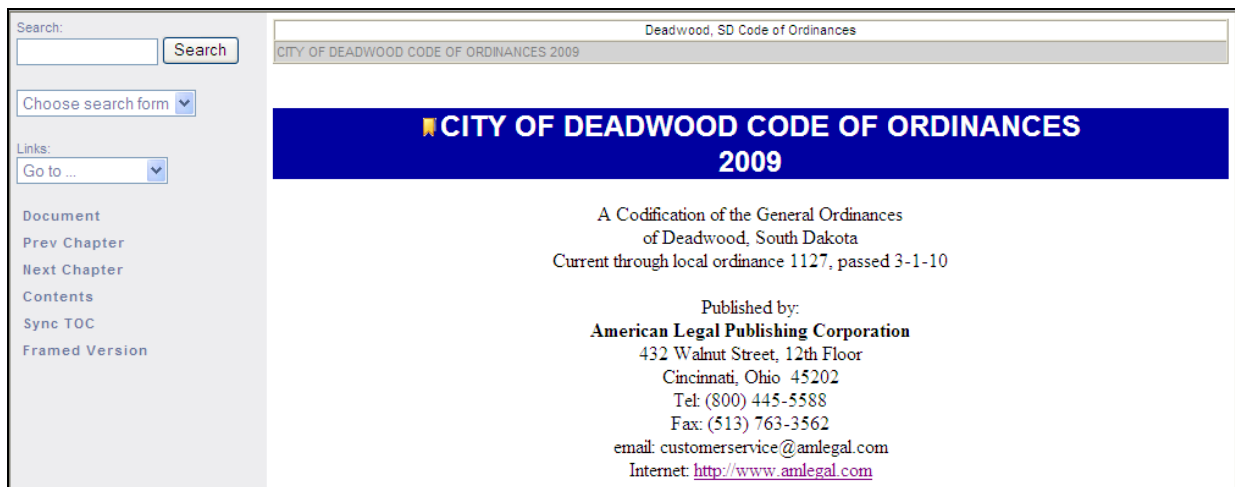 Search:
Search
Choose search form
Links:
Go to ...
Document
Prev Chapter
Next Chapter
Contents
Sync TOC
Framed Version
Deadwood, SD Code of Ordinances
CITY OF DEADWOOD CODE OF ORDINANCES 2009
CITY OF DEADWOOD CODE OF ORDINANCES
2009
A Codification of the General Ordinances
of Deadwood, South Dakota
Current through local ordinance 1127, passed 3-1-10
Published by:
American Legal Publishing Corporation
432 Walnut Street, 12th Floor
Cincinnati, Ohio 45202
Tel: (800) 445-5588
Fax: (513) 763-3562
email: customerservice@amlegal.com
Internet: http://www.amlegal.com